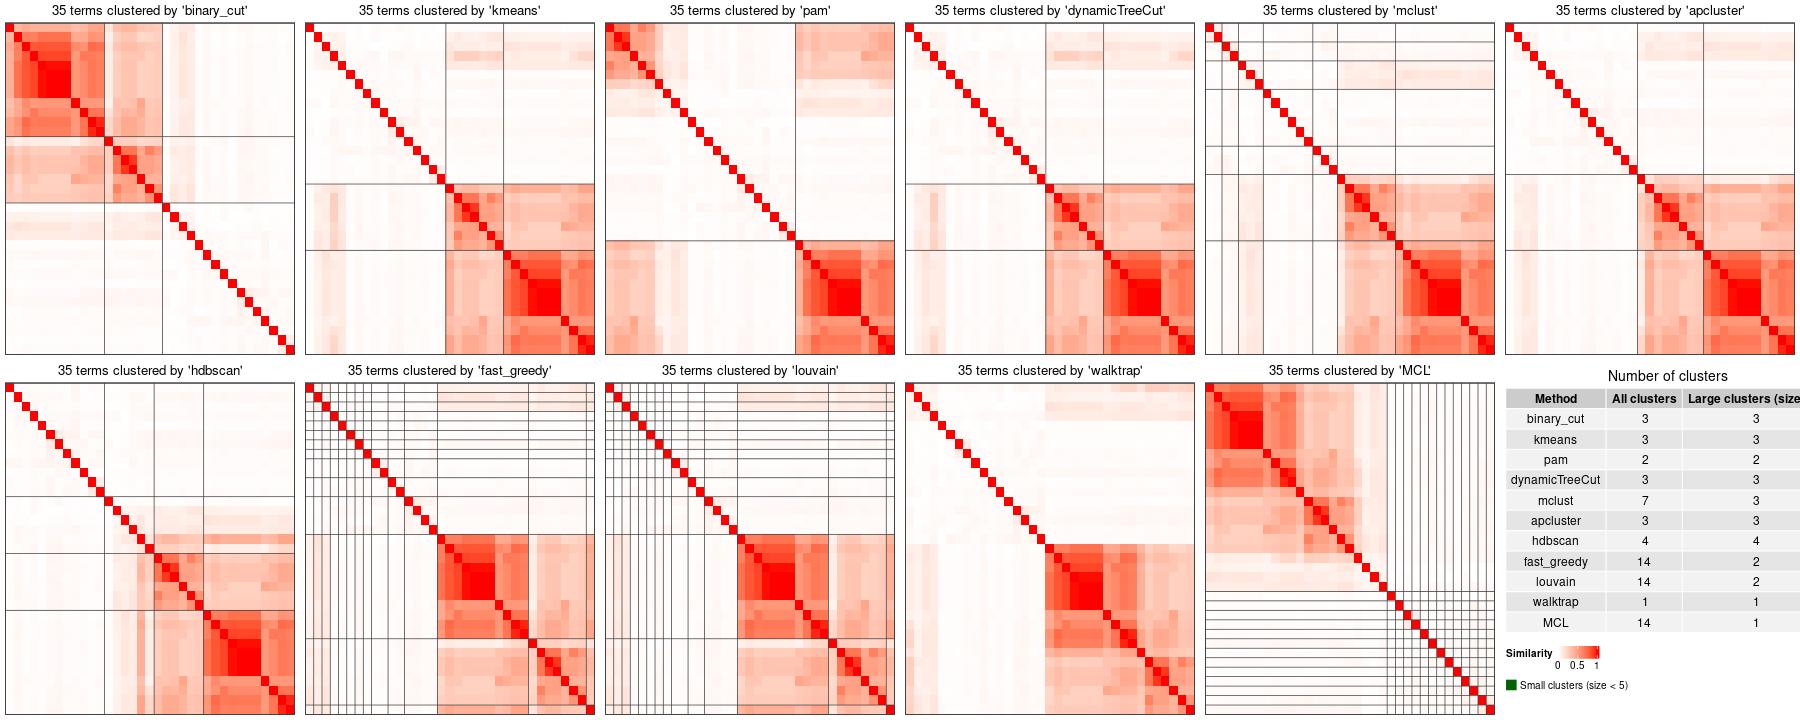 35 terms clustered by 'binary_cut'
35 terms clustered by 'kmeans'
35 terms clustered by 'pam'
35 terms clustered by 'dynamicTreeCut'
35 terms clustered by 'mclust'
35 terms clustered by 'apcluster'
35 terms clustered by 'hdbscan'
35 terms clustered by 'fast_greedy'
35 terms clustered by 'louvain'
35 terms clustered by 'walktrap'
35 terms clustered by 'MCL'
Number of clusters
Method All clusters Large clusters (size
binary_cut 3 3
kmeans 3 3
pam 2 2
dynamicTreeCut 3 3
mclust 7 3
apcluster 3 3
hdbscan 4 4
fast_greedy 14 2
louvain 14 2
walktrap 1 1
MCL 14 1
Similarity
0 0.5 1
Small clusters (size < 5)